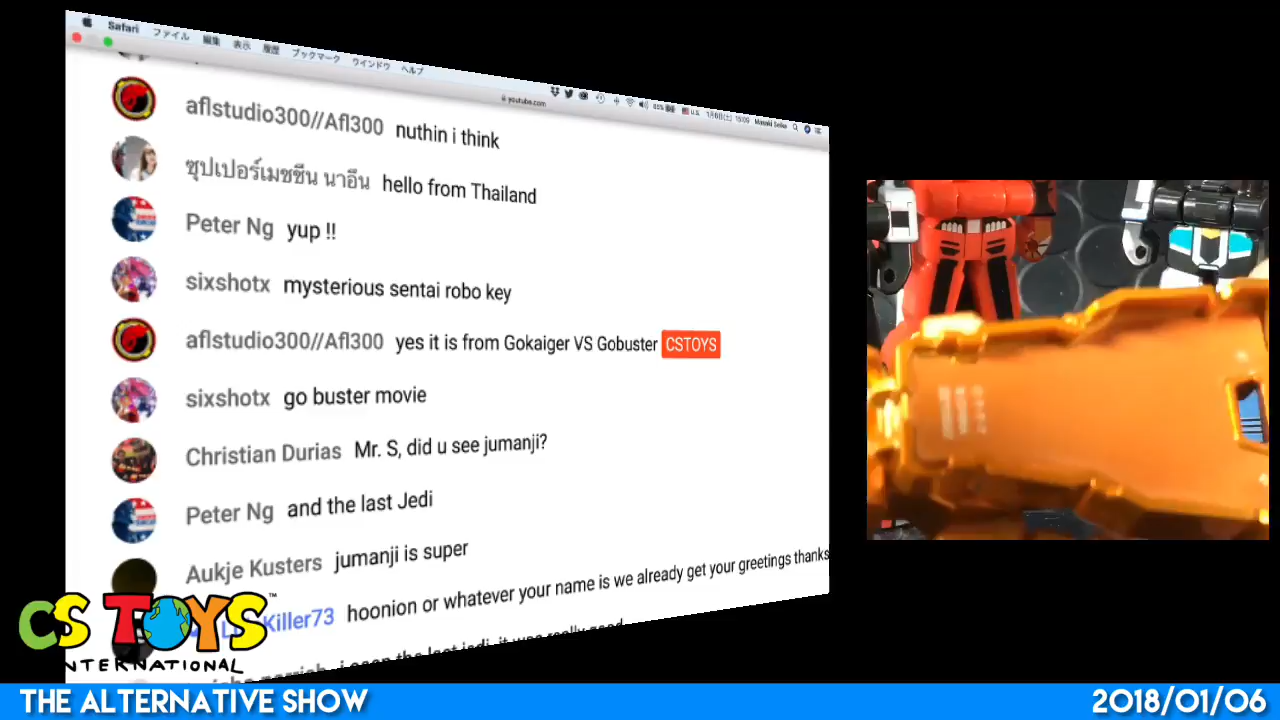 Safari ファイル 編集 表示 履歴 ブックマーク ウインドウ ヘルプ
youtube.com
aflstudio300//Afl300 nuthin i think
ซุปเปอร์เมชชีน นาอึน hello from Thailand
Peter Ng yup !!
sixshotx mysterious sentai robo key
aflstudio300//Afl300 yes it is from Gokaiger VS Gobuster CSTOYS
sixshotx go buster movie
Christian Durias Mr. S, did u see jumanji?
Peter Ng and the last Jedi
Aukje Kusters jumanji is super
Killer73 hoonion or whatever your name is we already get your greetings thanks
CS TOYS™
INTERNATIONAL
THE ALTERNATIVE SHOW
2018/01/06